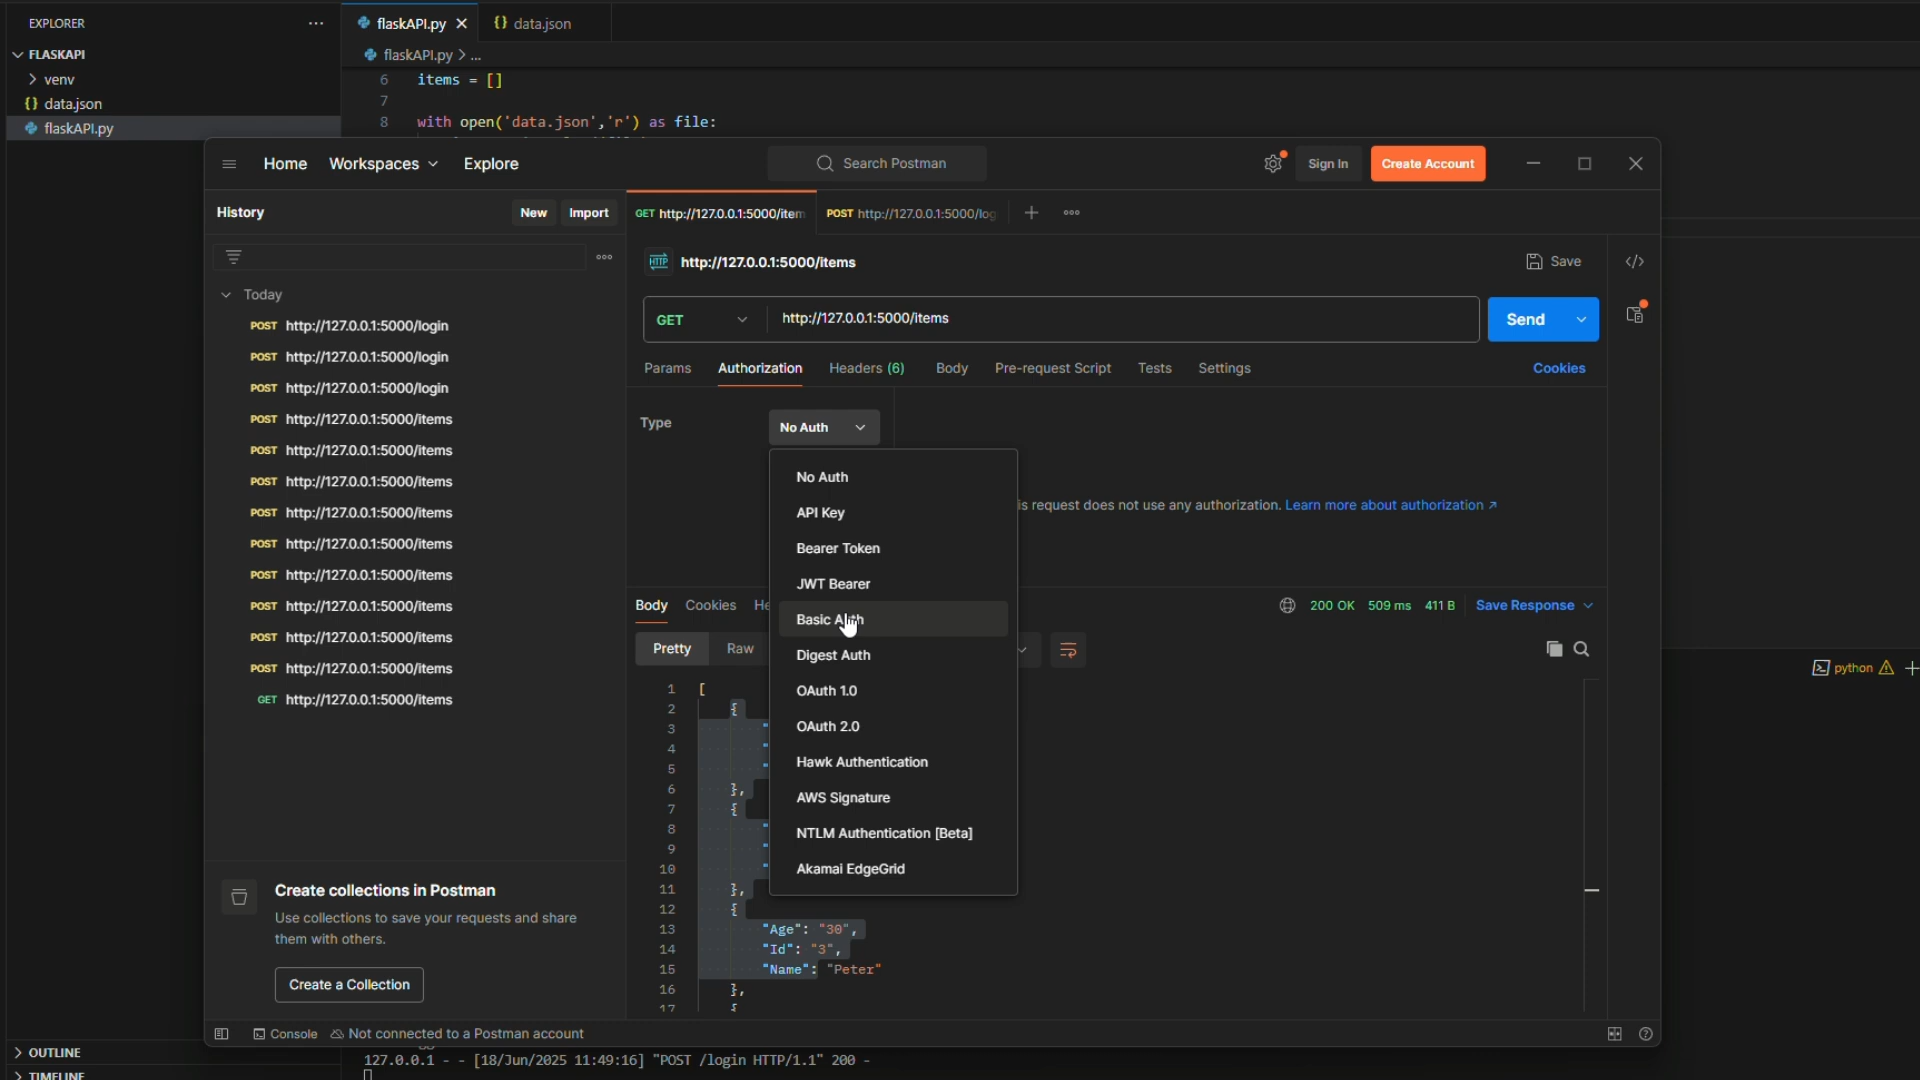 EXPLORER
FLASKAPI
venv
{} data.json
flaskAPI.py
flaskAPI.py
{} data.json
flaskAPI.py > ...
6 items = []
7
8 with open('data.json','r') as file:
Home Workspaces Explore
Search Postman
Sign In
Create Account
History
New
Import
GET http://127.0.0.1:5000/item
POST http://127.0.0.1:5000/log
HTTP http://127.0.0.1:5000/items
Save
</>
Today
POST http://127.0.0.1:5000/login
POST http://127.0.0.1:5000/login
POST http://127.0.0.1:5000/login
POST http://127.0.0.1:5000/items
POST http://127.0.0.1:5000/items
POST http://127.0.0.1:5000/items
POST http://127.0.0.1:5000/items
POST http://127.0.0.1:5000/items
POST http://127.0.0.1:5000/items
POST http://127.0.0.1:5000/items
POST http://127.0.0.1:5000/items
POST http://127.0.0.1:5000/items
GET http://127.0.0.1:5000/items
GET
http://127.0.0.1:5000/items
Send
Params Authorization Headers (6) Body Pre-request Script Tests Settings
Cookies
Type
No Auth
No Auth
API Key
Bearer Token
JWT Bearer
Basic Auth
Digest Auth
OAuth 1.0
OAuth 2.0
Hawk Authentication
AWS Signature
NTLM Authentication [Beta]
Akamai EdgeGrid
is request does not use any authorization. Learn more about authorization ↗
Body Cookies He
200 OK 509 ms 411 B
Save Response
Pretty Raw
1 [
2 {
3 "
4 "
5 "
6 },
7 {
8 "
9 "
10 "
11 },
12 {
13 "Age": "30",
14 "Id": "3",
15 "Name": "Peter"
16 },
17 {
python
Create collections in Postman
Use collections to save your requests and share
them with others.
Create a Collection
Console
Not connected to a Postman account
OUTLINE
TIMELINE
127.0.0.1 - - [18/Jun/2025 11:49:16] "POST /login HTTP/1.1" 200 -